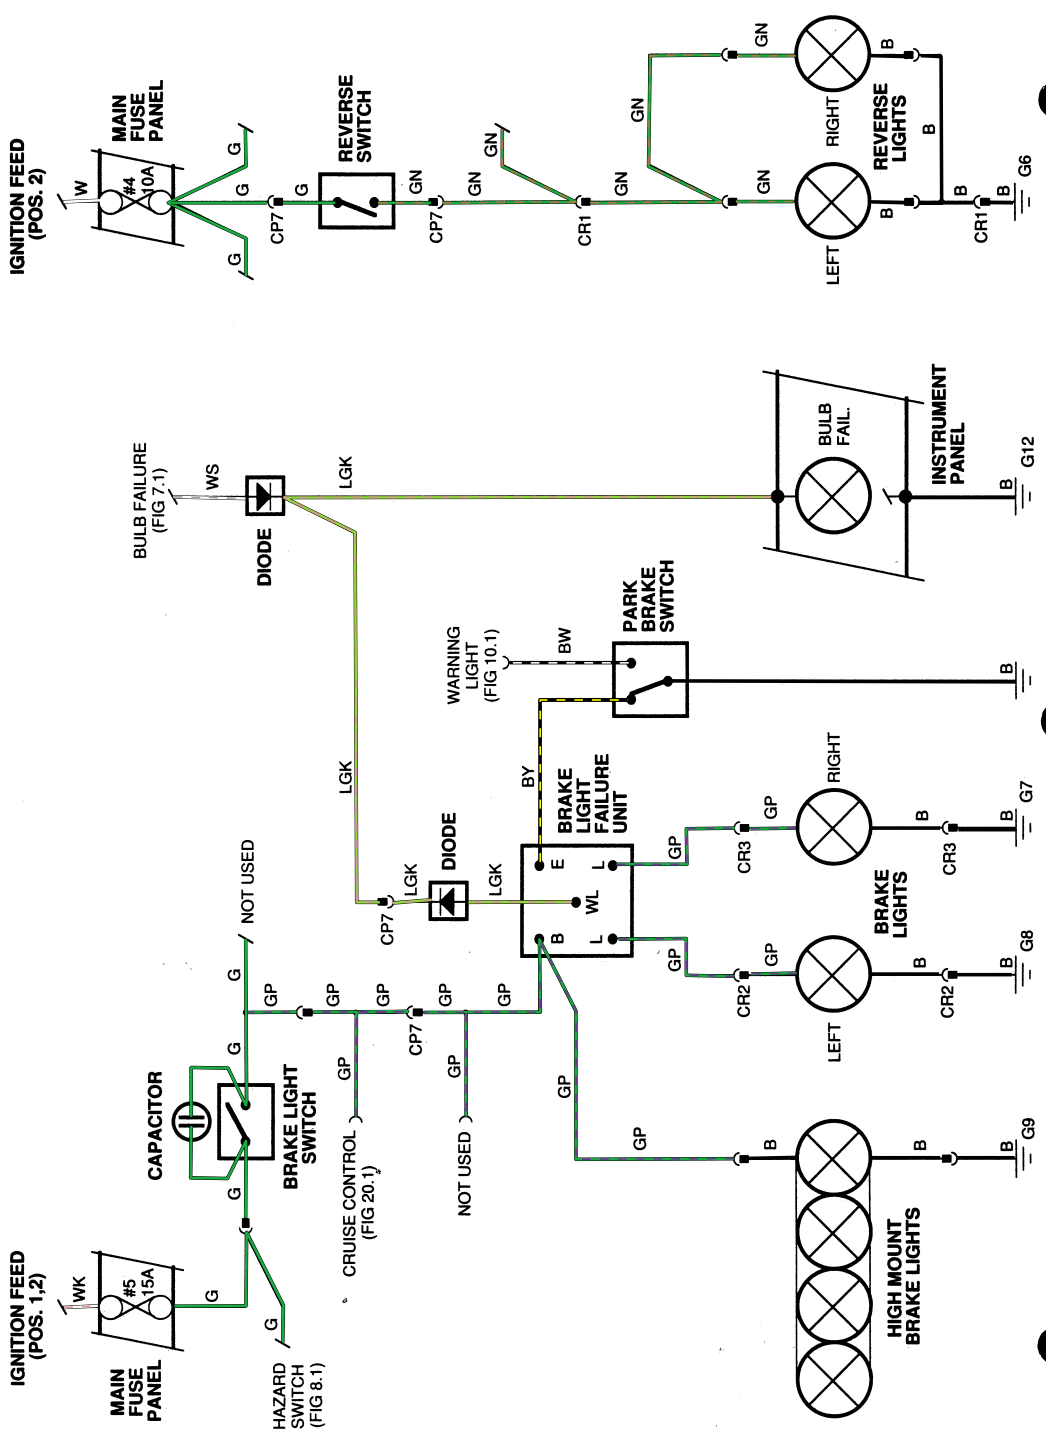 IGNITION FEED
(POS. 1,2)
WK
MAIN
FUSE
PANEL
#5
15A
G
HAZARD
SWITCH
(FIG 8.1)
G
G
CAPACITOR
BRAKE LIGHT
SWITCH
G
G
NOT USED
GP
GP
GP
CRUISE CONTROL
(FIG 20.1)
GP
CP7
GP
GP
NOT USED
GP
GP
GP
B
HIGH MOUNT
BRAKE LIGHTS
B
B
G9
BULB FAILURE
(FIG 7.1)
WS
DIODE
LGK
LGK
CP7
LGK
DIODE
LGK
BRAKE
LIGHT
FAILURE
UNIT
B
E
WL
L
L
BY
WARNING
LIGHT
(FIG 10.1)
BW
PARK
BRAKE
SWITCH
B
GP
CR2
GP
LEFT
B
CR2
B
G8
BRAKE
LIGHTS
GP
CR3
GP
RIGHT
B
CR3
B
G7
BULB
FAIL.
INSTRUMENT
PANEL
B
G12
IGNITION FEED
(POS. 2)
W
MAIN
FUSE
PANEL
#4
10A
G
G
G
CP7
G
REVERSE
SWITCH
GN
CP7
GN
GN
CR1
GN
GN
GN
GN
LEFT
RIGHT
REVERSE
LIGHTS
B
B
B
B
CR1
B
G6